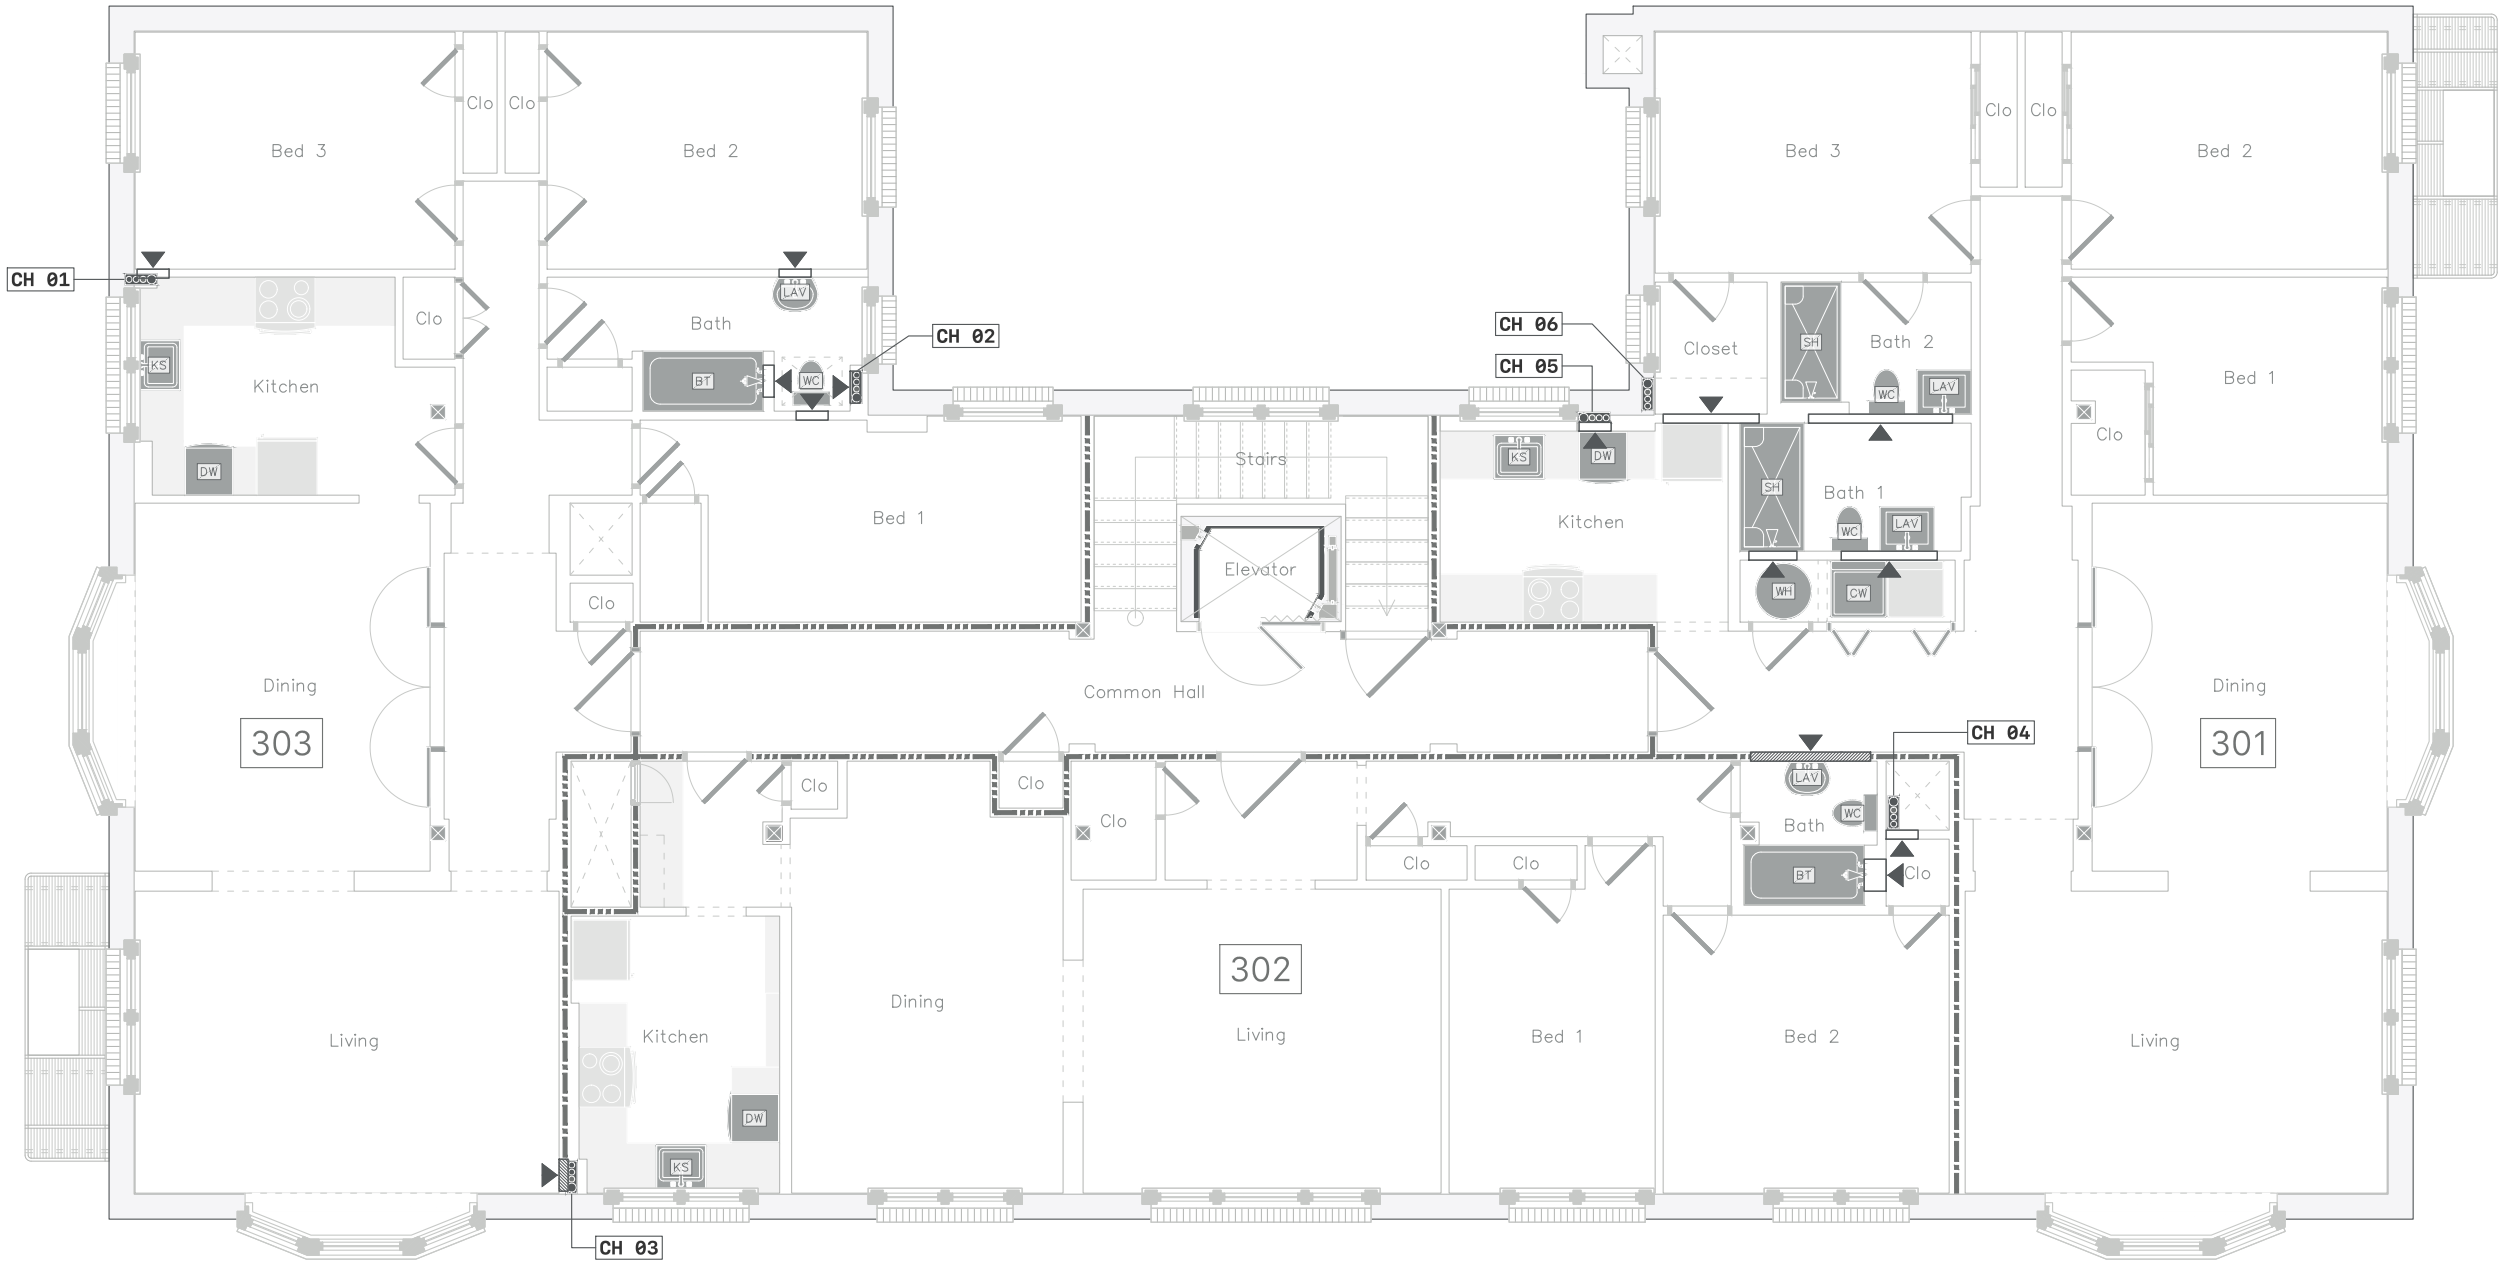 Clo
Clo
Clo
Clo
Bed 3
Bed 2
Bed 3
Bed 2
CH 01
CH 02
CH 06
CH 05
LAV
Bath
Clo
KS
Kitchen
BT
WC
Closet
SH
Bath 2
WC
LAV
Bed 1
Clo
DW
Bed 1
Stairs
KS
DW
Kitchen
SH
Bath 1
WC
LAV
Elevator
WH
CW
Clo
Dining
303
Common Hall
Dining
301
CH 04
Clo
Clo
Clo
LAV
WC
Bath
Clo
Clo
BT
Clo
302
Dining
Living
Kitchen
Living
Bed 1
Bed 2
Living
DW
KS
CH 03